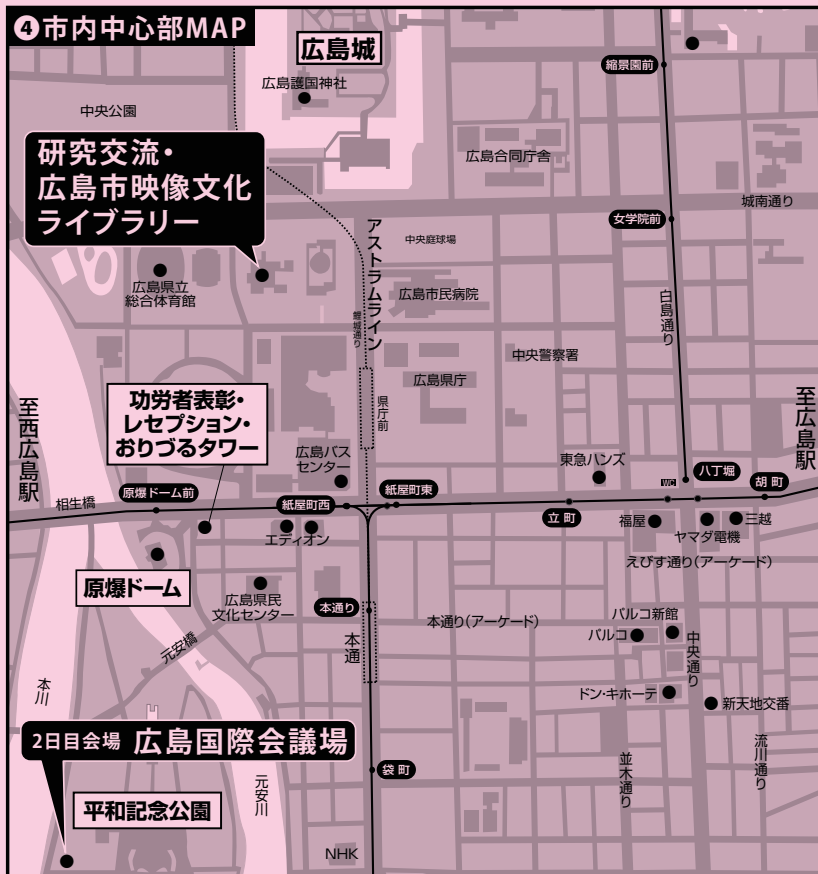 ❹市内中心部MAP
広島城
広島護国神社
縮景園前
中央公園
研究交流・
広島市映像文化
ライブラリー
広島合同庁舎
城南通り
女学院前
アストラムライン
中央庭球場
広島県立
総合体育館
広島市民病院
鯉城通り
白島通り
中央警察署
広島県庁
県庁前
至西広島駅
功労者表彰・
レセプション・
おりづるタワー
至広島駅
広島バス
センター
東急ハンズ
八丁堀
WC
胡町
相生橋
原爆ドーム前
紙屋町西
紙屋町東
立町
福屋
三越
エディオン
ヤマダ電機
えびす通り(アーケード)
原爆ドーム
広島県民
文化センター
本通り
本通り(アーケード)
パルコ新館
パルコ
中央通り
本通
元安橋
本川
ドン・キホーテ
新天地交番
2日目会場 広島国際会議場
袋町
並木通り
流川通り
元安川
平和記念公園
NHK